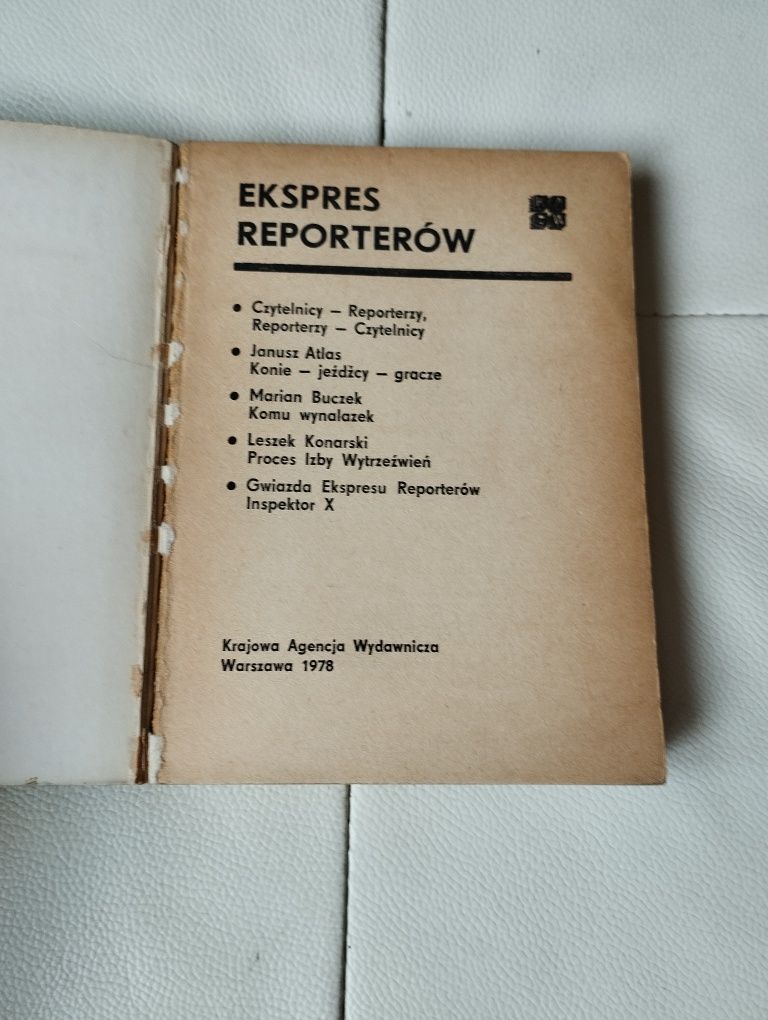 EKSPRES
REPORTERÓW
• Czytelnicy — Reporterzy,
Reporterzy — Czytelnicy
• Janusz Atlas
Konie — jeźdźcy — gracze
• Marian Buczek
Komu wynalazek
• Leszek Konarski
Proces Izby Wytrzeźwień
• Gwiazda Ekspresu Reporterów
Inspektor X
Krajowa Agencja Wydawnicza
Warszawa 1978